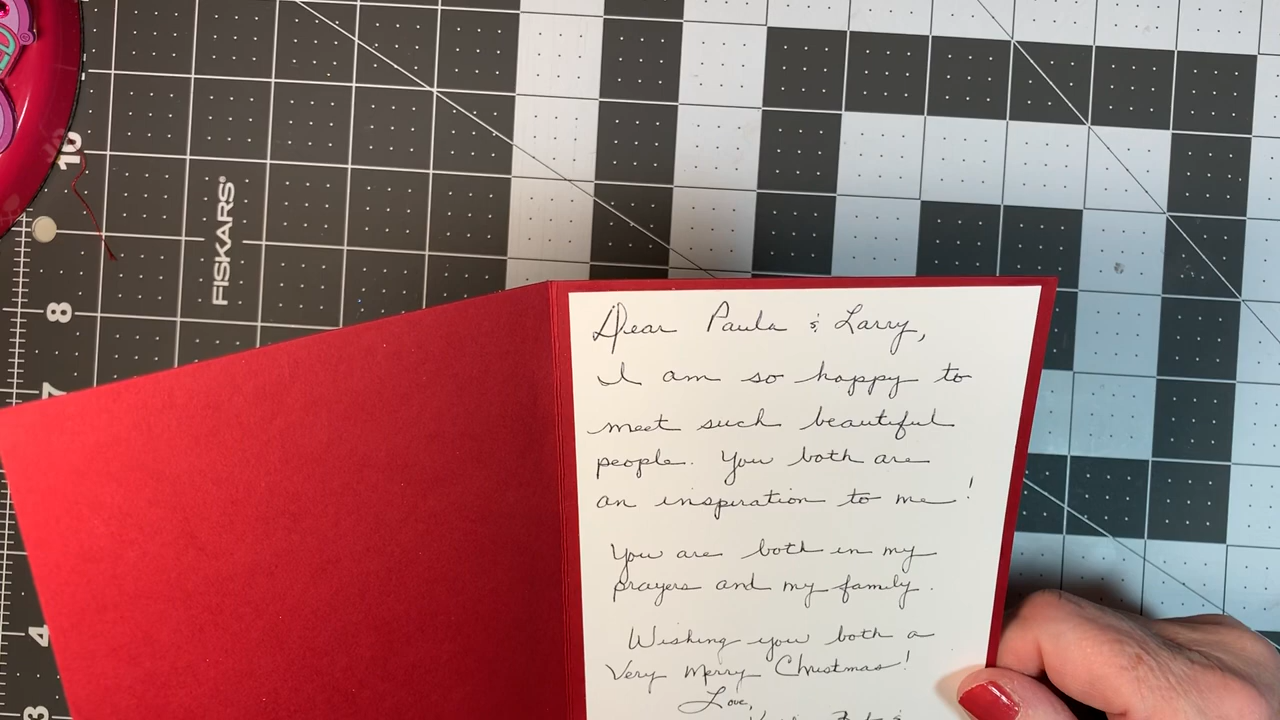 10
FISKARS®
8
7
4
3
Dear Paula & Larry,
I am so happy to
meet such beautiful
people. You both are
an inspiration to me!
You are both in my
prayers and my family.
Wishing you both a
Very Merry Christmas!
Love,